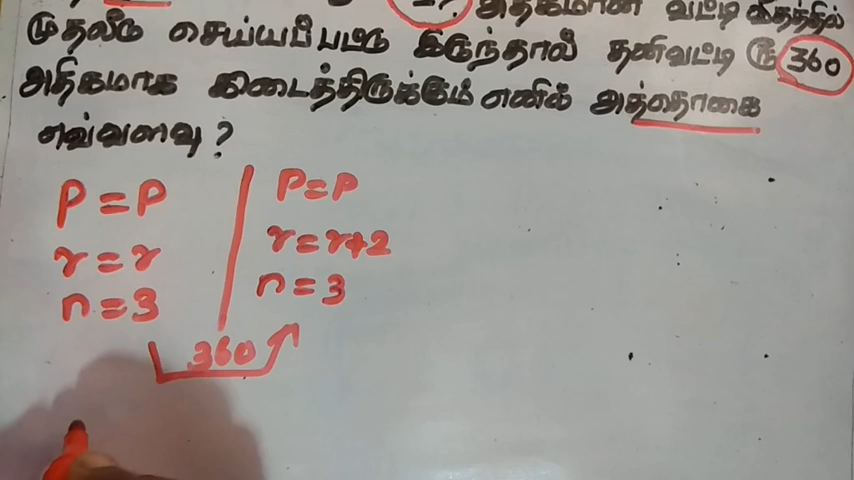 2% அதிகமான வட்டி வீதத்தில்
முதலீடு செய்யப்பட்டு இருந்தால் தனிவட்டி ரூ 360
அதிகமாக கிடைத்திருக்கும் எனில் அத்தொகை
எவ்வளவு ?
P = P
r = r
n = 3
P = P
r = r+2
n = 3
360